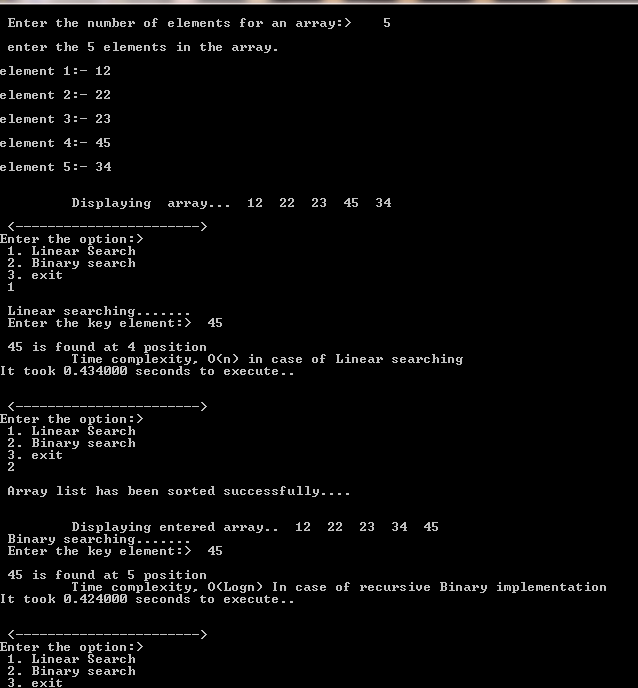 Enter the number of elements for an array:> 5
enter the 5 elements in the array.
element 1:- 12
element 2:- 22
element 3:- 23
element 4:- 45
element 5:- 34
Displaying array... 12 22 23 45 34
<----------------------->
Enter the option:>
1. Linear Search
2. Binary search
3. exit
1
Linear searching.......
Enter the key element:> 45
45 is found at 4 position
Time complexity, O(n) in case of Linear searching
It took 0.434000 seconds to execute..
<----------------------->
Enter the option:>
1. Linear Search
2. Binary search
3. exit
2
Array list has been sorted successfully....
Displaying entered array.. 12 22 23 34 45
Binary searching.......
Enter the key element:> 45
45 is found at 5 position
Time complexity, O(Logn) In case of recursive Binary implementation
It took 0.424000 seconds to execute..
<----------------------->
Enter the option:>
1. Linear Search
2. Binary search
3. exit